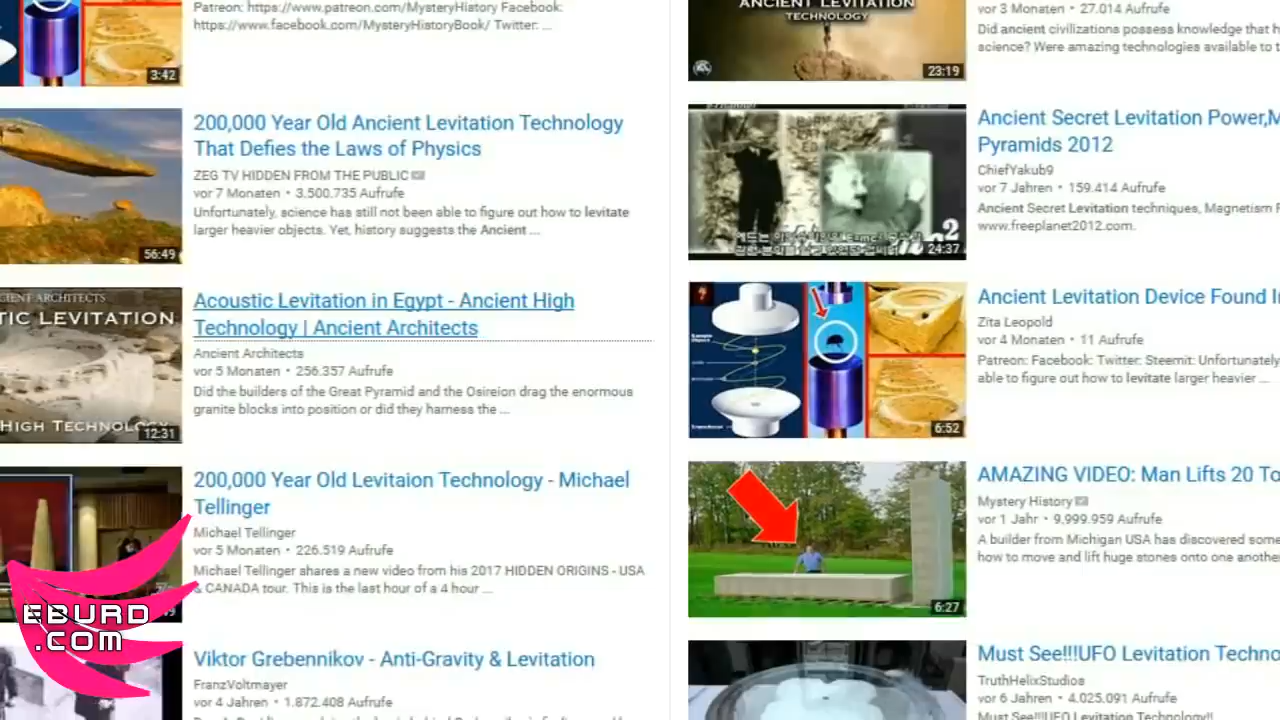 Patreon: https://www.patreon.com/MysteryHistory Facebook:
https://www.facebook.com/MysteryHistoryBook/ Twitter: ...
3:42
200,000 Year Old Ancient Levitation Technology
That Defies the Laws of Physics
ZEG TV HIDDEN FROM THE PUBLIC
vor 7 Monaten • 3.500.735 Aufrufe
Unfortunately, science has still not been able to figure out how to levitate
larger heavier objects. Yet, history suggests the Ancient ...
56:49
CIENT ARCHITECTS
TIC LEVITATION
HIGH TECHNOLOGY
12:31
Acoustic Levitation in Egypt - Ancient High
Technology | Ancient Architects
Ancient Architects
vor 5 Monaten • 256.357 Aufrufe
Did the builders of the Great Pyramid and the Osireion drag the enormous
granite blocks into position or did they harness the ...
200,000 Year Old Levitaion Technology - Michael
Tellinger
Michael Tellinger
vor 5 Monaten • 226.519 Aufrufe
Michael Tellinger shares a new video from his 2017 HIDDEN ORIGINS - USA
& CANADA tour. This is the last hour of a 4 hour ...
EBURD
.COM
Viktor Grebennikov - Anti-Gravity & Levitation
FranzVoltmayer
vor 4 Jahren • 1.872.408 Aufrufe
ANCIENT LEVITATION
TECHNOLOGY
23:19
vor 3 Monaten • 27.014 Aufrufe
Did ancient civilizations possess knowledge that h
science? Were amazing technologies available to t
24:37
Ancient Secret Levitation Power,M
Pyramids 2012
ChiefYakub9
vor 7 Jahren • 159.414 Aufrufe
Ancient Secret Levitation techniques, Magnetism F
www.freeplanet2012.com.
6:52
Ancient Levitation Device Found I
Zita Leopold
vor 4 Monaten • 11 Aufrufe
Patreon: Facebook: Twitter: Steemit: Unfortunately
able to figure out how to levitate larger heavier ...
6:27
AMAZING VIDEO: Man Lifts 20 To
Mystery History
vor 1 Jahr • 9.999.959 Aufrufe
A builder from Michigan USA has discovered some
how to move and lift huge stones onto one anothe
Must See!!!UFO Levitation Techno
TruthHelixStudios
vor 6 Jahren • 4.025.091 Aufrufe
Must See!!!UFO Levitation Technology!!